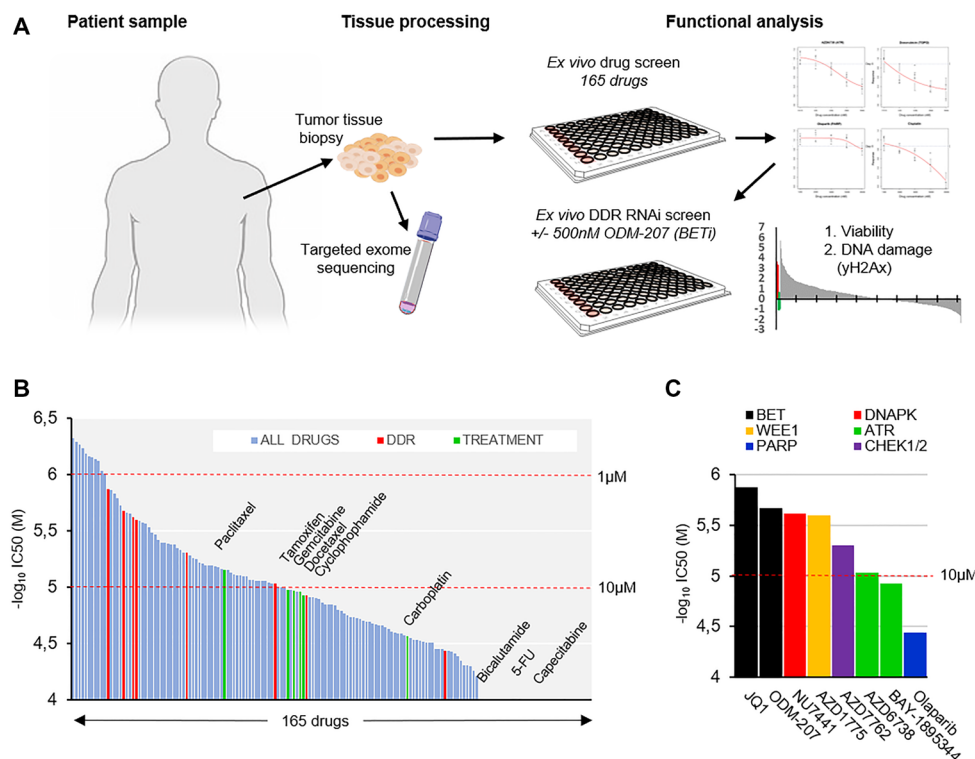 A
Patient sample
Tissue processing
Functional analysis
Tumor tissue
biopsy
Targeted exome
sequencing
Ex vivo drug screen
165 drugs
Ex vivo DDR RNAi screen
+/- 500nM ODM-207 (BETi)
1. Viability
2. DNA damage
(yH2Ax)
7
6
5
4
3
2
1
0
-1
-2
-3
B
-log10 IC50 (M)
6,5
6
5,5
5
4,5
4
ALL DRUGS
DDR
TREATMENT
1µM
10µM
Paclitaxel
Tamoxifen
Gemcitabine
Docetaxel
Cyclophophamide
Carboplatin
Bicalutamide
5-FU
Capecitabine
165 drugs
C
BET
DNAPK
WEE1
ATR
PARP
CHEK1/2
-log10 IC50 (M)
6
5,5
5
4,5
4
10µM
JQ1
ODM-207
NU7441
AZD1775
AZD7762
AZD6738
BAY-1895344
Olaparib